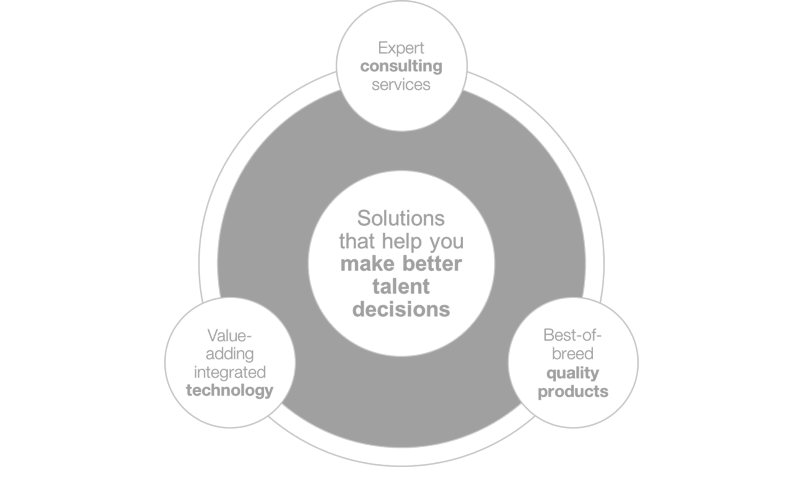 Expert
consulting
services
Solutions
that help you
make better
talent
decisions
Value-
adding
integrated
technology
Best-of-
breed
quality
products